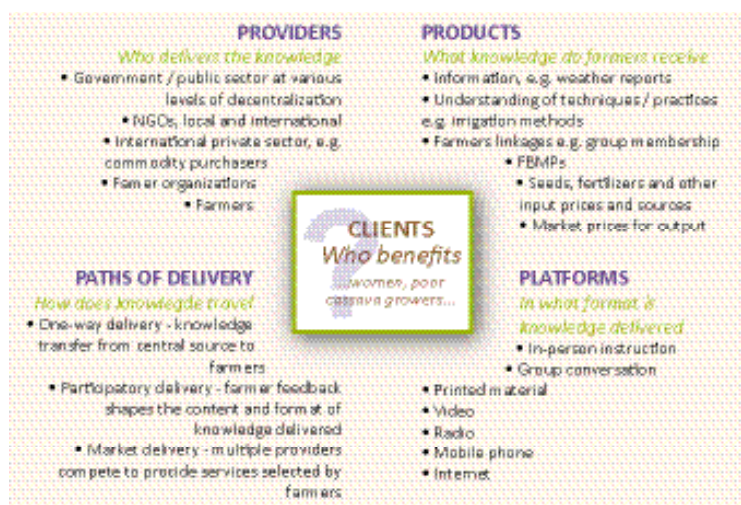 PROVIDERS
Who delivers the knowledge
• Government / public sector at various
levels of decentralization
• NGOs, local and international
• International private sector, e.g.
commodity purchasers
• Famer organizations
• Farmers
PRODUCTS
What knowledge do farmers receive
• Information, e.g. weather reports
• Understanding of techniques / practices
e.g. irrigation methods
• Farmers linkages e.g. group membership
• FBMPs
• Seeds, fertilizers and other
input prices and sources
• Market prices for output
?
CLIENTS
Who benefits
...women, poor
cassava growers...
PATHS OF DELIVERY
How does knowlegde travel
• One-way delivery - knowledge
transfer from central source to
farmers
• Participatory delivery - farmer feedback
shapes the content and format of
knowledge delivered
• Market delivery - multiple providers
compete to procide services selected by
farmers
PLATFORMS
In what format is
knowledge delivered
• In-person instruction
• Group conversation
• Printed material
• Video
• Radio
• Mobile phone
• Internet